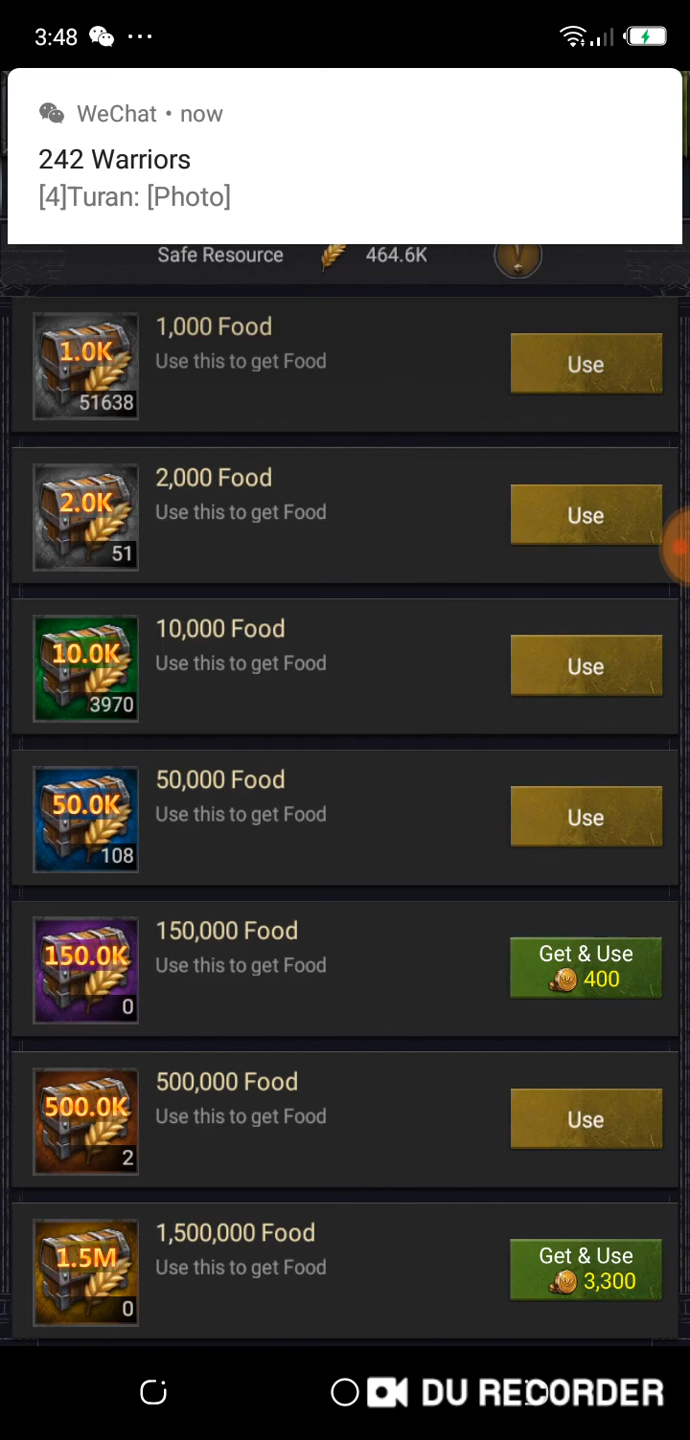 3:48
WeChat • now
242 Warriors
[4]Turan: [Photo]
Safe Resource 464.6K
1.0K
51638
1,000 Food
Use this to get Food
Use
2.0K
51
2,000 Food
Use this to get Food
Use
10.0K
3970
10,000 Food
Use this to get Food
Use
50.0K
108
50,000 Food
Use this to get Food
Use
150.0K
0
150,000 Food
Use this to get Food
Get & Use
400
500.0K
2
500,000 Food
Use this to get Food
Use
1.5M
0
1,500,000 Food
Use this to get Food
Get & Use
3,300
DU RECORDER